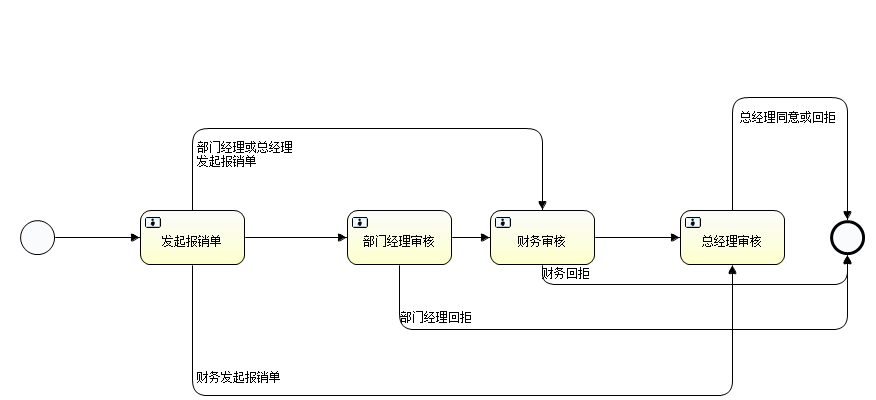 总经理同意或回拒
部门经理或总经理
发起报销单
发起报销单
部门经理审核
财务审核
总经理审核
财务回拒
部门经理回拒
财务发起报销单